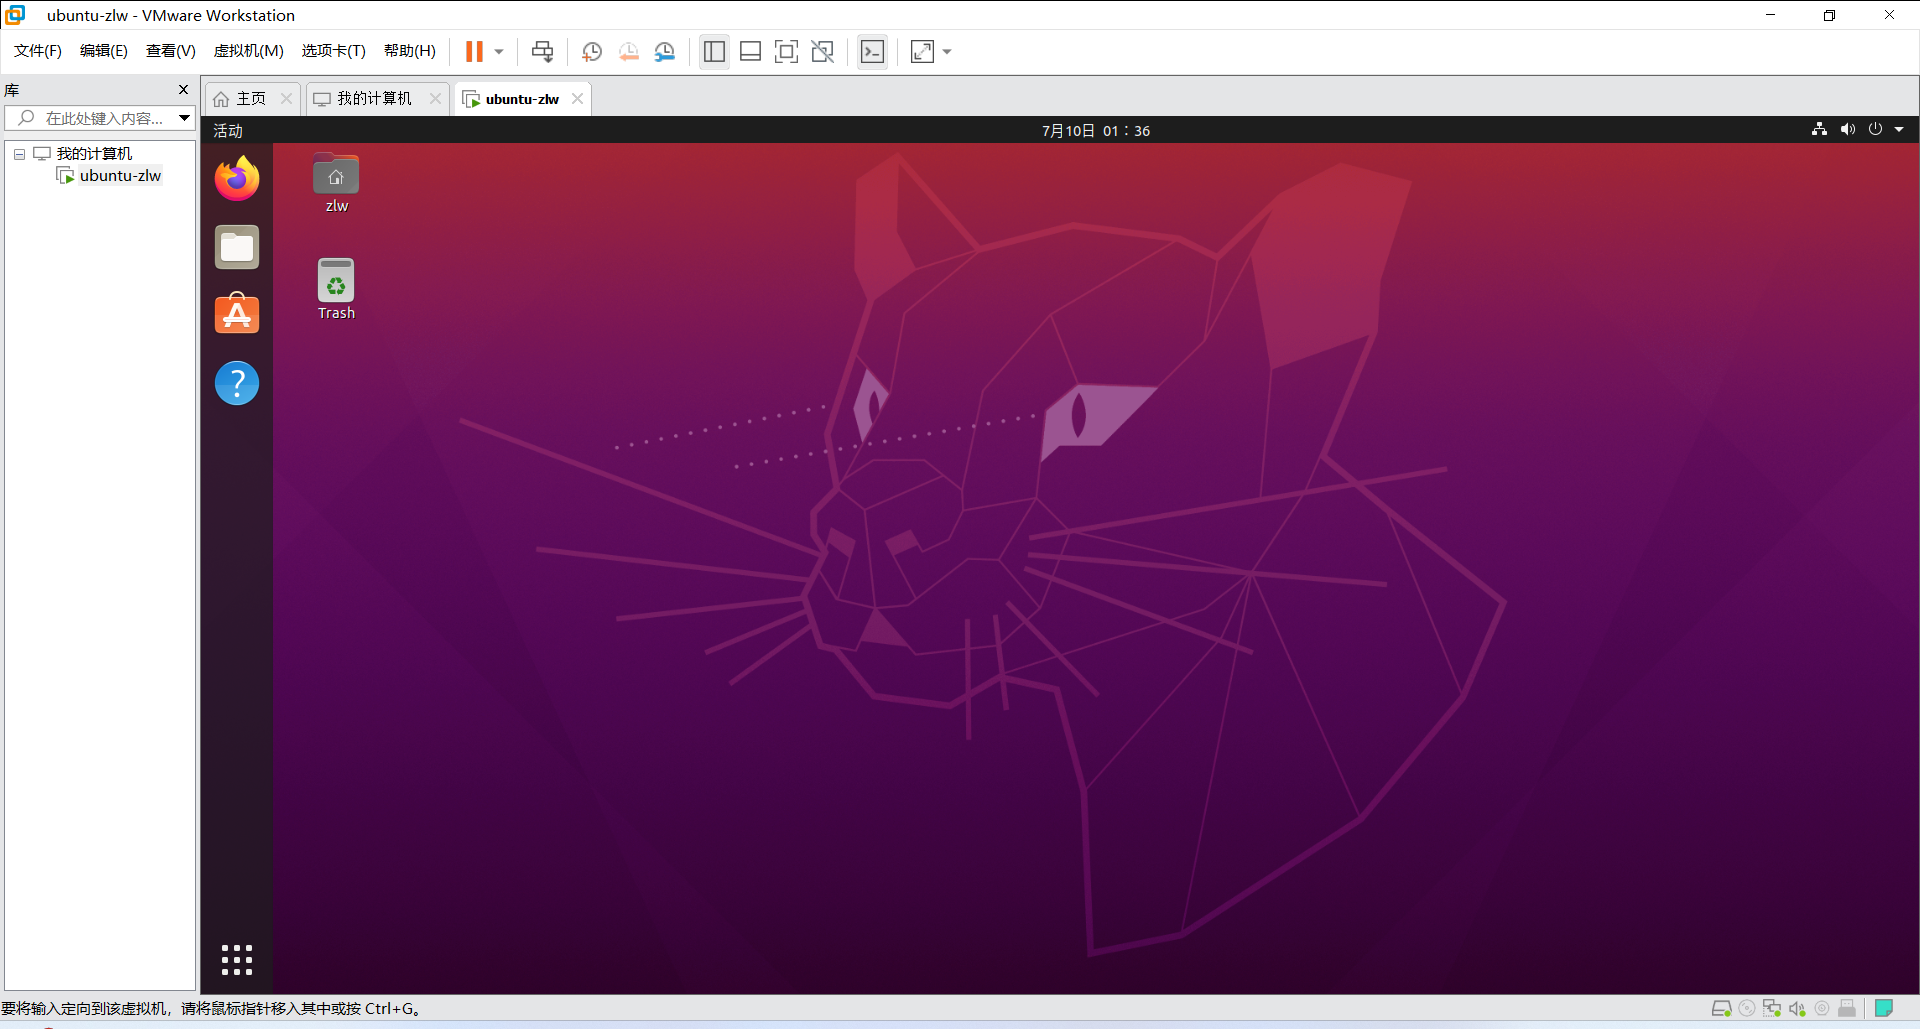 ubuntu-zlw - VMware Workstation
文件(F) 编辑(E) 查看(V) 虚拟机(M) 选项卡(T) 帮助(H)
库
在此处键入内容...
我的计算机
ubuntu-zlw
主页 我的计算机 ubuntu-zlw
活动 7月10日 01：36
zlw
Trash
要将输入定向到该虚拟机，请将鼠标指针移入其中或按 Ctrl+G。